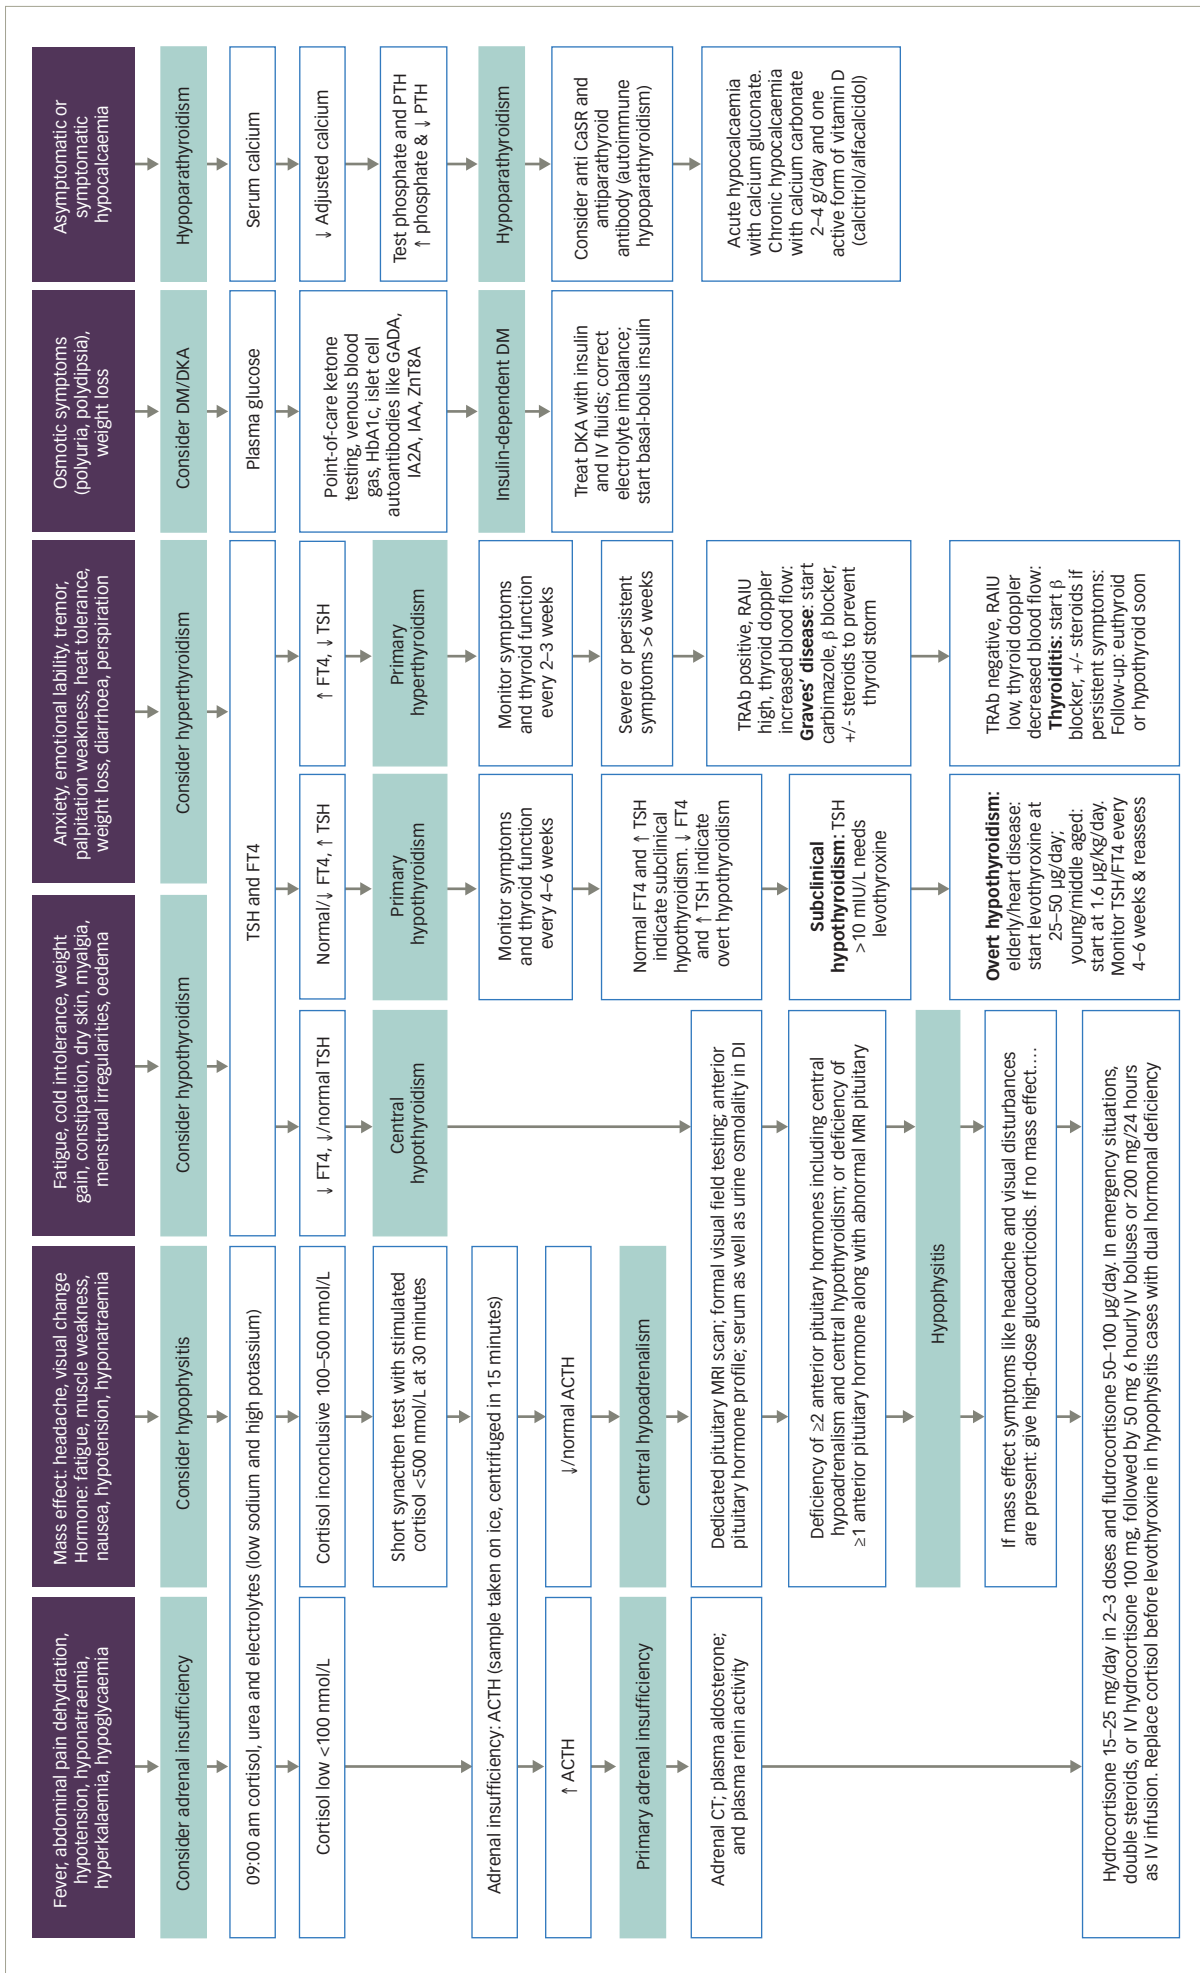 Fever, abdominal pain dehydration,
hypotension, hyponatraemia,
hyperkalaemia, hypoglycaemia
Mass effect: headache, visual change
Hormone: fatigue, muscle weakness,
nausea, hypotension, hyponatraemia
Fatigue, cold intolerance, weight
gain, constipation, dry skin, myalgia,
menstrual irregularities, oedema
Anxiety, emotional lability, tremor,
palpitation weakness, heat tolerance,
weight loss, diarrhoea, perspiration
Osmotic symptoms
(polyuria, polydipsia),
weight loss
Asymptomatic or
symptomatic
hypocalcaemia
Consider adrenal insufficiency
Consider hypophysitis
Consider hypothyroidism
Consider hyperthyroidism
Consider DM/DKA
Hypoparathyroidism
09:00 am cortisol, urea and electrolytes (low sodium and high potassium)
TSH and FT4
Plasma glucose
Serum calcium
Cortisol low <100 nmol/L
Cortisol inconclusive 100–500 nmol/L
↓ FT4, ↓/normal TSH
Normal/↓ FT4, ↑ TSH
↑ FT4, ↓ TSH
Point-of-care ketone
testing, venous blood
gas, HbA1c, islet cell
autoantibodies like GADA,
IA2A, IAA, ZnT8A
↓ Adjusted calcium
Short synacthen test with stimulated
cortisol <500 nmol/L at 30 minutes
Central
hypothyroidism
Primary
hypothyroidism
Primary
hyperthyroidism
Test phosphate and PTH
↑ phosphate & ↓ PTH
Adrenal insufficiency: ACTH (sample taken on ice, centrifuged in 15 minutes)
Monitor symptoms
and thyroid function
every 4–6 weeks
Monitor symptoms
and thyroid function
every 2–3 weeks
Insulin-dependent DM
Hypoparathyroidism
↑ ACTH
↓/normal ACTH
Normal FT4 and ↑ TSH
indicate subclinical
hypothyroidism. ↓ FT4
and ↑ TSH indicate
overt hypothyroidism
Severe or persistent
symptoms >6 weeks
Treat DKA with insulin
and IV fluids; correct
electrolyte imbalance;
start basal-bolus insulin
Consider anti CaSR and
antiparathyroid
antibody (autoimmune
hypoparathyroidism)
Primary adrenal insufficiency
Central hypoadrenalism
Adrenal CT; plasma aldosterone;
and plasma renin activity
Dedicated pituitary MRI scan; formal visual field testing; anterior
pituitary hormone profile; serum as well as urine osmolality in DI
TRAb positive, RAIU
high, thyroid doppler
increased blood flow:
Graves’ disease: start
carbimazole, β blocker,
+/- steroids to prevent
thyroid storm
Acute hypocalcaemia
with calcium gluconate.
Chronic hypocalcaemia
with calcium carbonate
2–4 g/day and one
active form of vitamin D
(calcitriol/alfacalcidol)
Deficiency of ≥2 anterior pituitary hormones including central
hypoadrenalism and central hypothyroidism; or deficiency of
≥1 anterior pituitary hormone along with abnormal MRI pituitary
Subclinical
hypothyroidism: TSH
>10 mIU/L needs
levothyroxine
Hypophysitis
If mass effect symptoms like headache and visual disturbances
are present: give high-dose glucocorticoids. If no mass effect….
Overt hypothyroidism:
elderly/heart disease:
start levothyroxine at
25–50 µg/day;
young/middle aged:
start at 1.6 µg/kg/day.
Monitor TSH/FT4 every
4–6 weeks & reassess
TRAb negative, RAIU
low, thyroid doppler
decreased blood flow:
Thyroiditis: start β
blocker, +/- steroids if
persistent symptoms:
Follow-up: euthyroid
or hypothyroid soon
Hydrocortisone 15–25 mg/day in 2–3 doses and fludrocortisone 50–100 µg/day. In emergency situations,
double steroids, or IV hydrocortisone 100 mg, followed by 50 mg 6 hourly IV boluses or 200 mg/24 hours
as IV infusion. Replace cortisol before levothyroxine in hypophysitis cases with dual hormonal deficiency